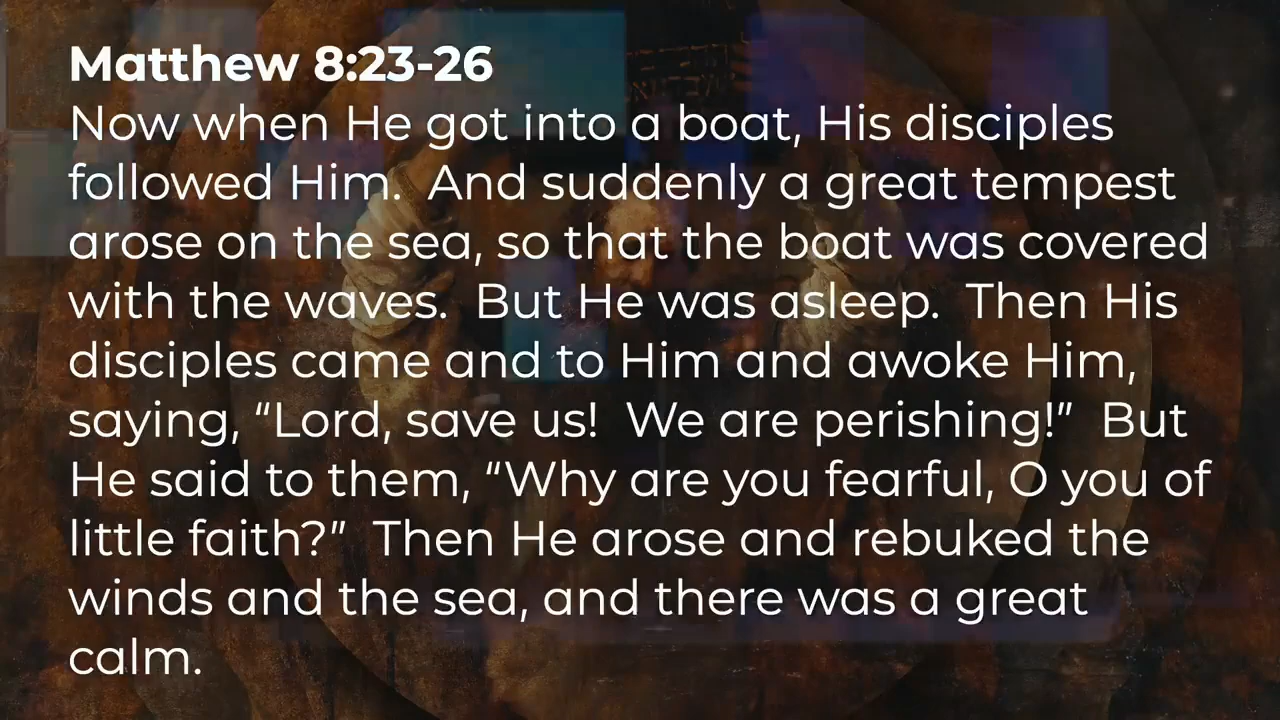 Matthew 8:23-26
Now when He got into a boat, His disciples
followed Him.  And suddenly a great tempest
arose on the sea, so that the boat was covered
with the waves.  But He was asleep.  Then His
disciples came and to Him and awoke Him,
saying, “Lord, save us!  We are perishing!”  But
He said to them, “Why are you fearful, O you of
little faith?”  Then He arose and rebuked the
winds and the sea, and there was a great
calm.